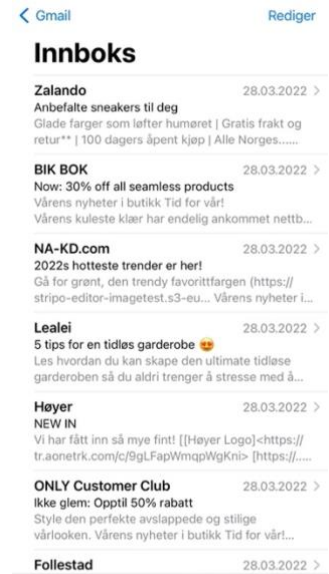 Gmail Rediger
Innboks
Zalando 28.03.2022
Anbefalte sneakers til deg
Glade farger som løfter humøret | Gratis frakt og
retur** | 100 dagers åpent kjøp | Alle Norges......
BIK BOK 28.03.2022
Now: 30% off all seamless products
Vårens nyheter i butikk Tid for vår!
Vårens kuleste klær har endelig ankommet nettb...
NA-KD.com 28.03.2022
2022s hotteste trender er her!
Gå for grønt, den trendy favorittfargen (https://
stripo-editor-imagetest.s3-eu... Vårens nyheter i...
Lealei 28.03.2022
5 tips for en tidløs garderobe 😍
Les hvordan du kan skape den ultimate tidløse
garderoben så du aldri trenger å stresse med å...
Høyer 28.03.2022
NEW IN
Vi har fått inn så mye fint! [[Høyer Logo]<https://
tr.aonetrk.com/c/9gLFapWmqpWgKni> [https://.....
ONLY Customer Club 28.03.2022
Ikke glem: Opptil 50% rabatt
Style den perfekte avslappede og stilige
vårlooken. Vårens nyheter i butikk Tid for vår!...
Follestad 28.03.2022